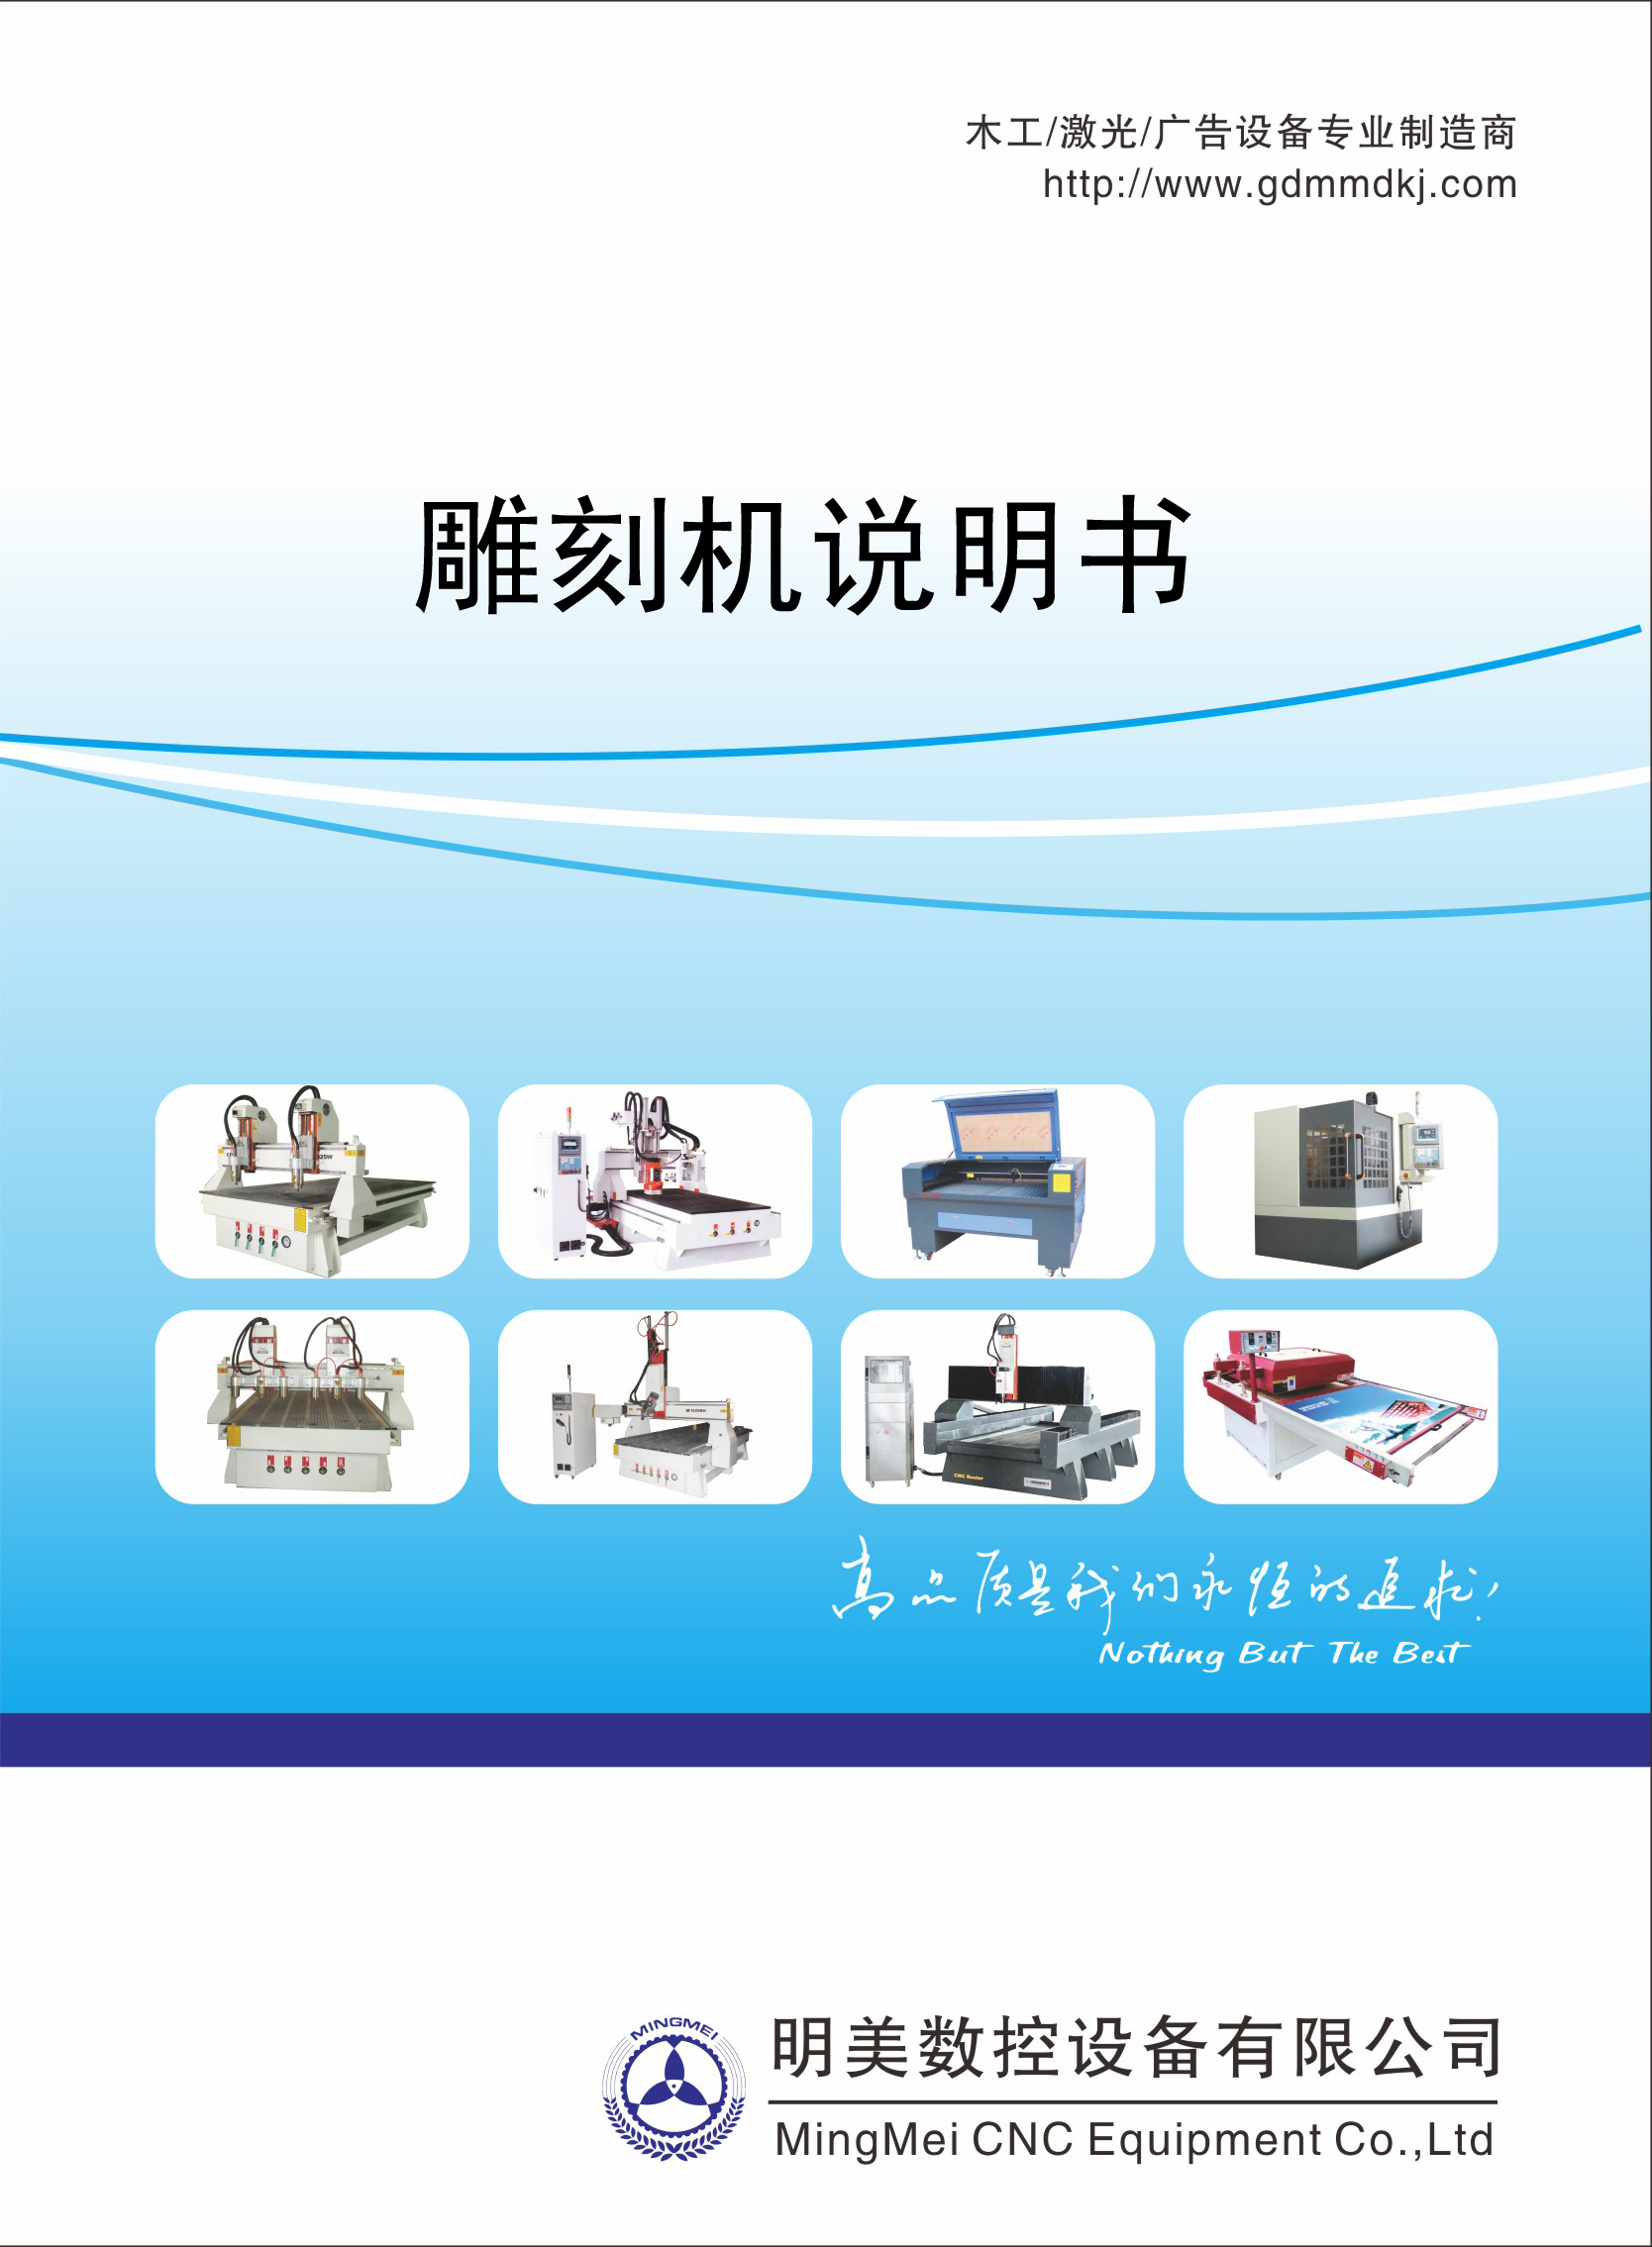 木工/激光/广告设备专业制造商
http://www.gdmmdkj.com
雕刻机说明书
CNC Router
高品质是我们永恒的追求!
Nothing But The Best
MINGMEI
明美数控设备有限公司
MingMei CNC Equipment Co.,Ltd